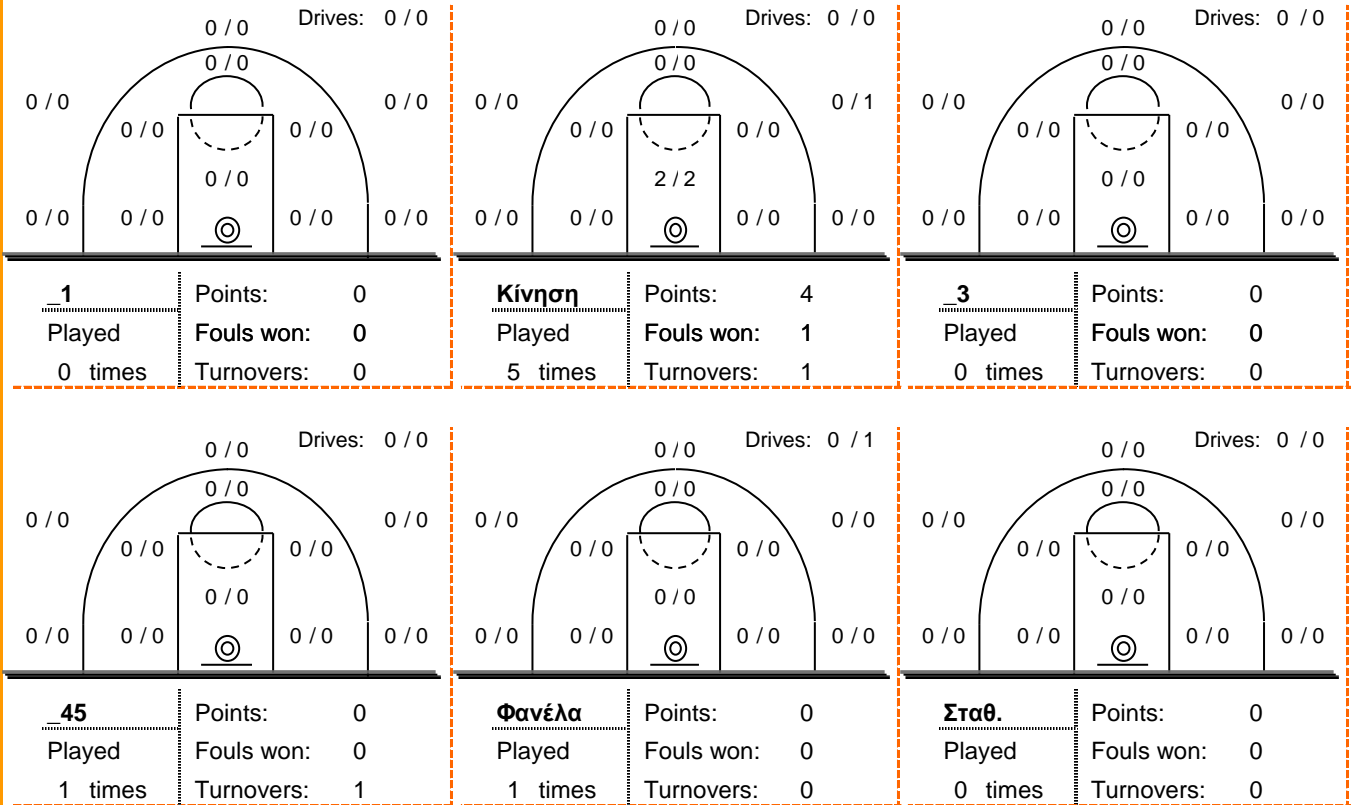 0 / 0 Drives: 0 / 0
0 / 0
0 / 0 0 / 0
0 / 0 0 / 0
0 / 0
0 / 0 0 / 0 0 / 0 0 / 0
_1 Points: 0
Played Fouls won: 0
0 times Turnovers: 0
0 / 0 Drives: 0 / 0
0 / 0
0 / 0 0 / 1
0 / 0 0 / 0
2 / 2
0 / 0 0 / 0 0 / 0 0 / 0
Κίνηση Points: 4
Played Fouls won: 1
5 times Turnovers: 1
0 / 0 Drives: 0 / 0
0 / 0
0 / 0 0 / 0
0 / 0 0 / 0
0 / 0
0 / 0 0 / 0 0 / 0 0 / 0
_3 Points: 0
Played Fouls won: 0
0 times Turnovers: 0
0 / 0 Drives: 0 / 0
0 / 0
0 / 0 0 / 0
0 / 0 0 / 0
0 / 0
0 / 0 0 / 0 0 / 0 0 / 0
_45 Points: 0
Played Fouls won: 0
1 times Turnovers: 1
0 / 0 Drives: 0 / 1
0 / 0
0 / 0 0 / 0
0 / 0 0 / 0
0 / 0
0 / 0 0 / 0 0 / 0 0 / 0
Φανέλα Points: 0
Played Fouls won: 0
1 times Turnovers: 0
0 / 0 Drives: 0 / 0
0 / 0
0 / 0 0 / 0
0 / 0 0 / 0
0 / 0
0 / 0 0 / 0 0 / 0 0 / 0
Σταθ. Points: 0
Played Fouls won: 0
0 times Turnovers: 0